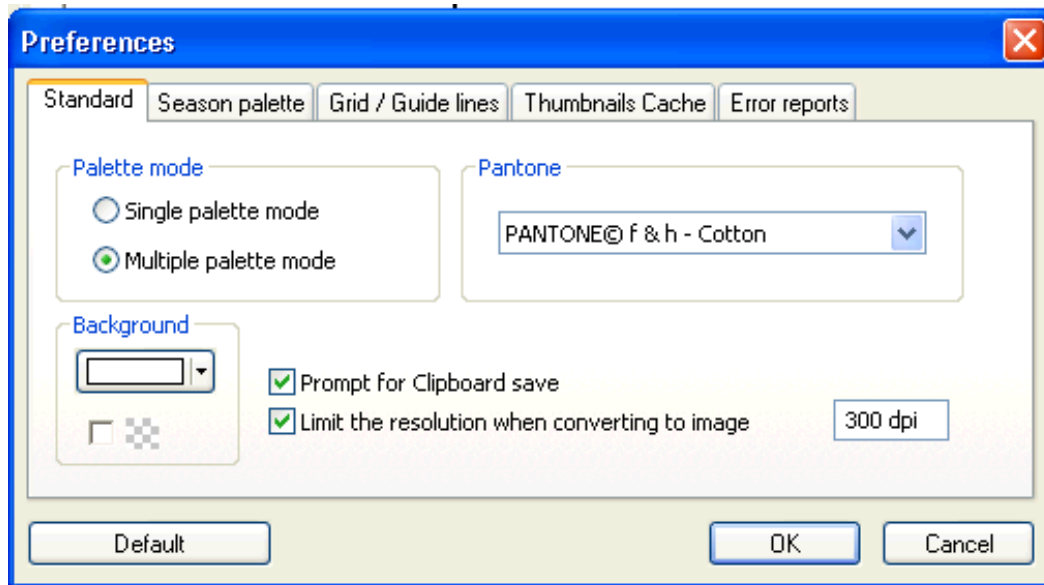 Preferences
Standard
Season palette
Grid / Guide lines
Thumbnails Cache
Error reports
Palette mode
Single palette mode
Multiple palette mode
Pantone
PANTONE© f & h - Cotton
Background
Prompt for Clipboard save
Limit the resolution when converting to image
300 dpi
Default
OK
Cancel